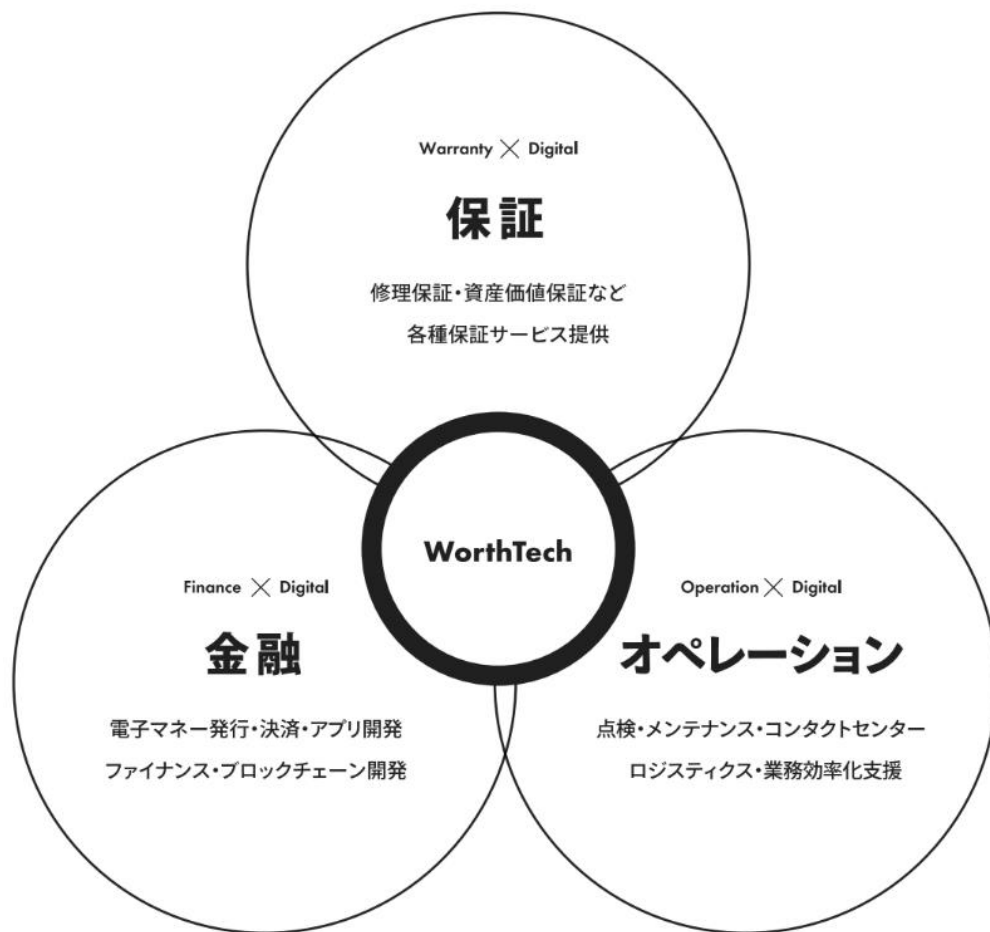 Warranty × Digital
保証
修理保証・資産価値保証など
各種保証サービス提供
WorthTech
Finance × Digital
金融
電子マネー発行・決済・アプリ開発
ファイナンス・ブロックチェーン開発
Operation × Digital
オペレーション
点検・メンテナンス・コンタクトセンター
ロジスティクス・業務効率化支援